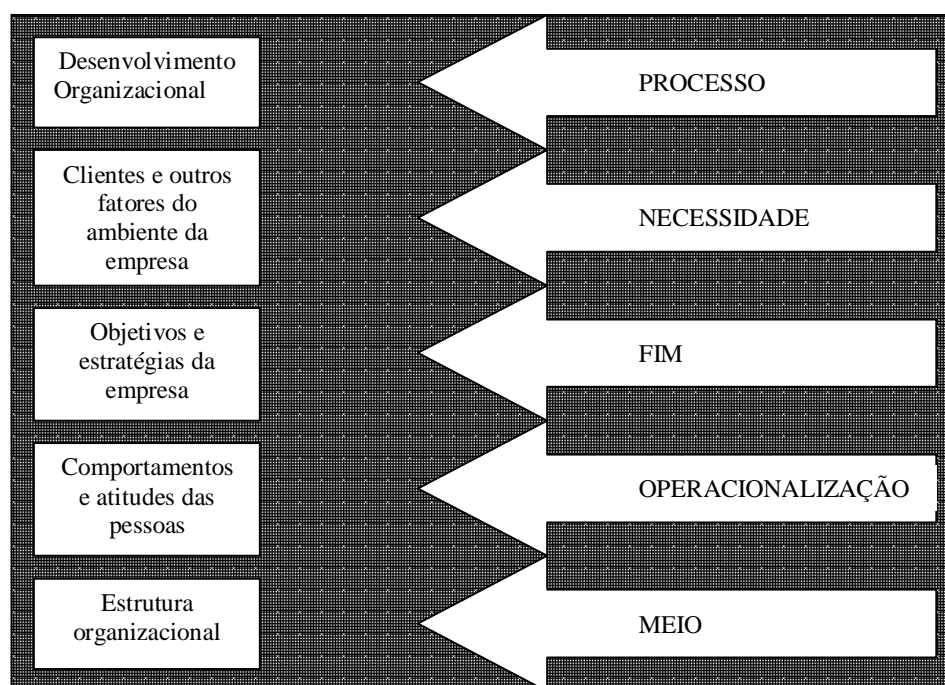 Desenvolvimento
Organizacional
PROCESSO
Clientes e outros
fatores do
ambiente da
empresa
NECESSIDADE
Objetivos e
estratégias da
empresa
FIM
Comportamentos
e atitudes das
pessoas
OPERACIONALIZAÇÃO
Estrutura
organizacional
MEIO